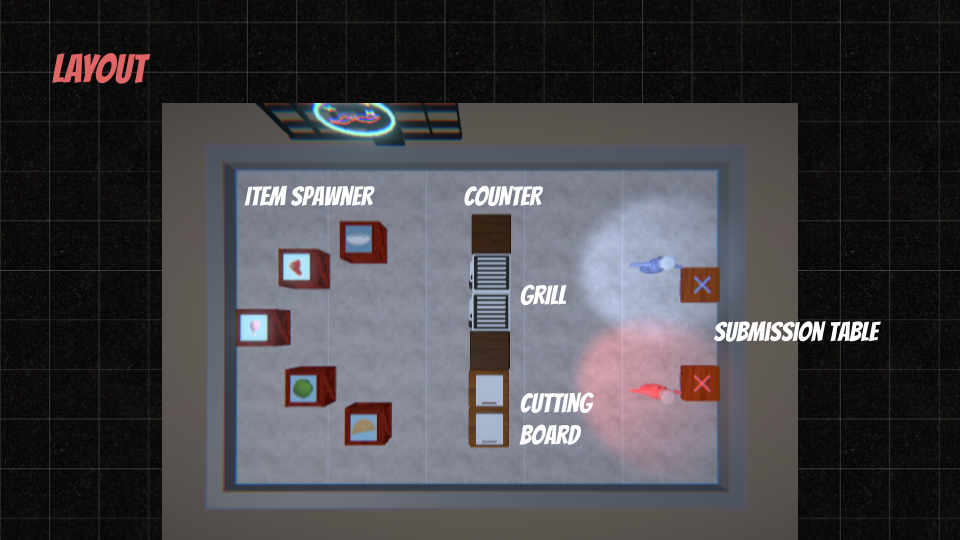 LAYOUT
ITEM SPAWNER
COUNTER
GRILL
SUBMISSION TABLE
CUTTING
BOARD